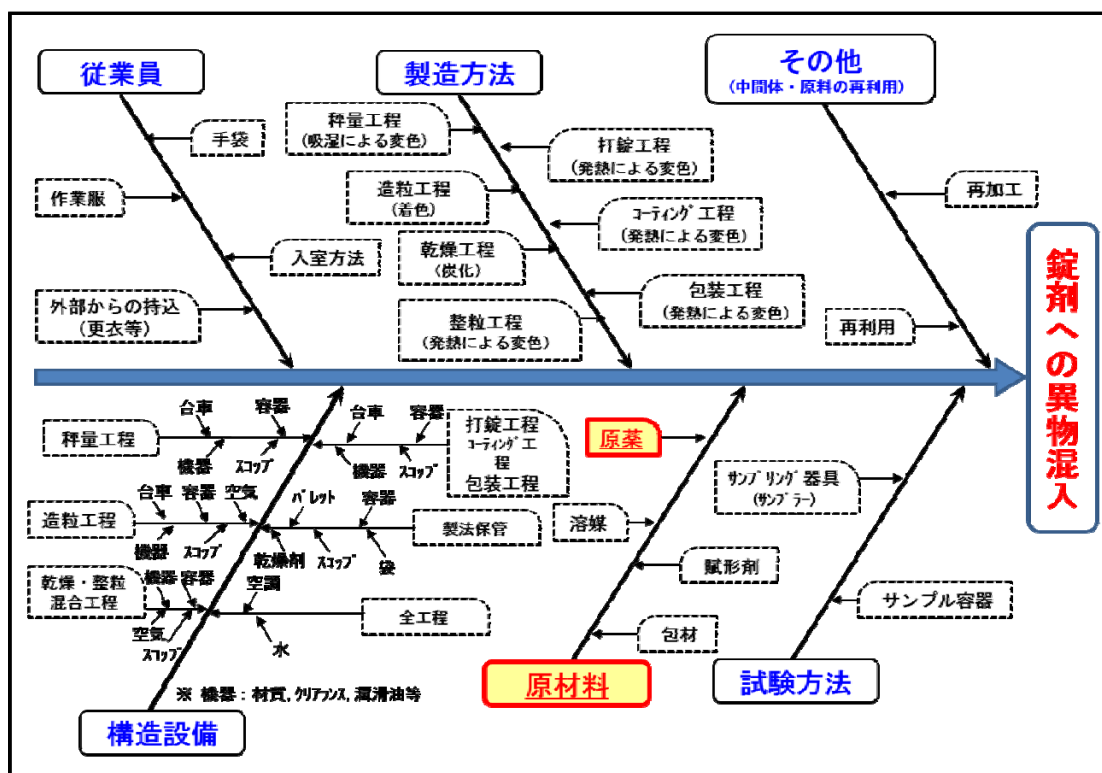 従業員
製造方法
その他
(中間体・原料の再利用)
手袋
作業服
入室方法
外部からの持込
(更衣等)
秤量工程
(吸湿による変色)
打錠工程
(発熱による変色)
造粒工程
(着色)
コーティング工程
(発熱による変色)
乾燥工程
(炭化)
包装工程
(発熱による変色)
整粒工程
(発熱による変色)
再加工
再利用
錠剤への異物混入
台車
容器
秤量工程
機器
スコップ
台車
容器
機器
スコップ
打錠工程
コーティング工
程
包装工程
台車
容器
空気
造粒工程
機器
スコップ
パレット
容器
乾燥剤
スコップ
袋
製法保管
機器
容器
乾燥・整粒
混合工程
空気
スコップ
空調
水
全工程
※ 機器：材質,クリアランス,潤滑油等
構造設備
原薬
溶媒
賦形剤
包材
原材料
サンプリング器具
(サンプラー)
サンプル容器
試験方法